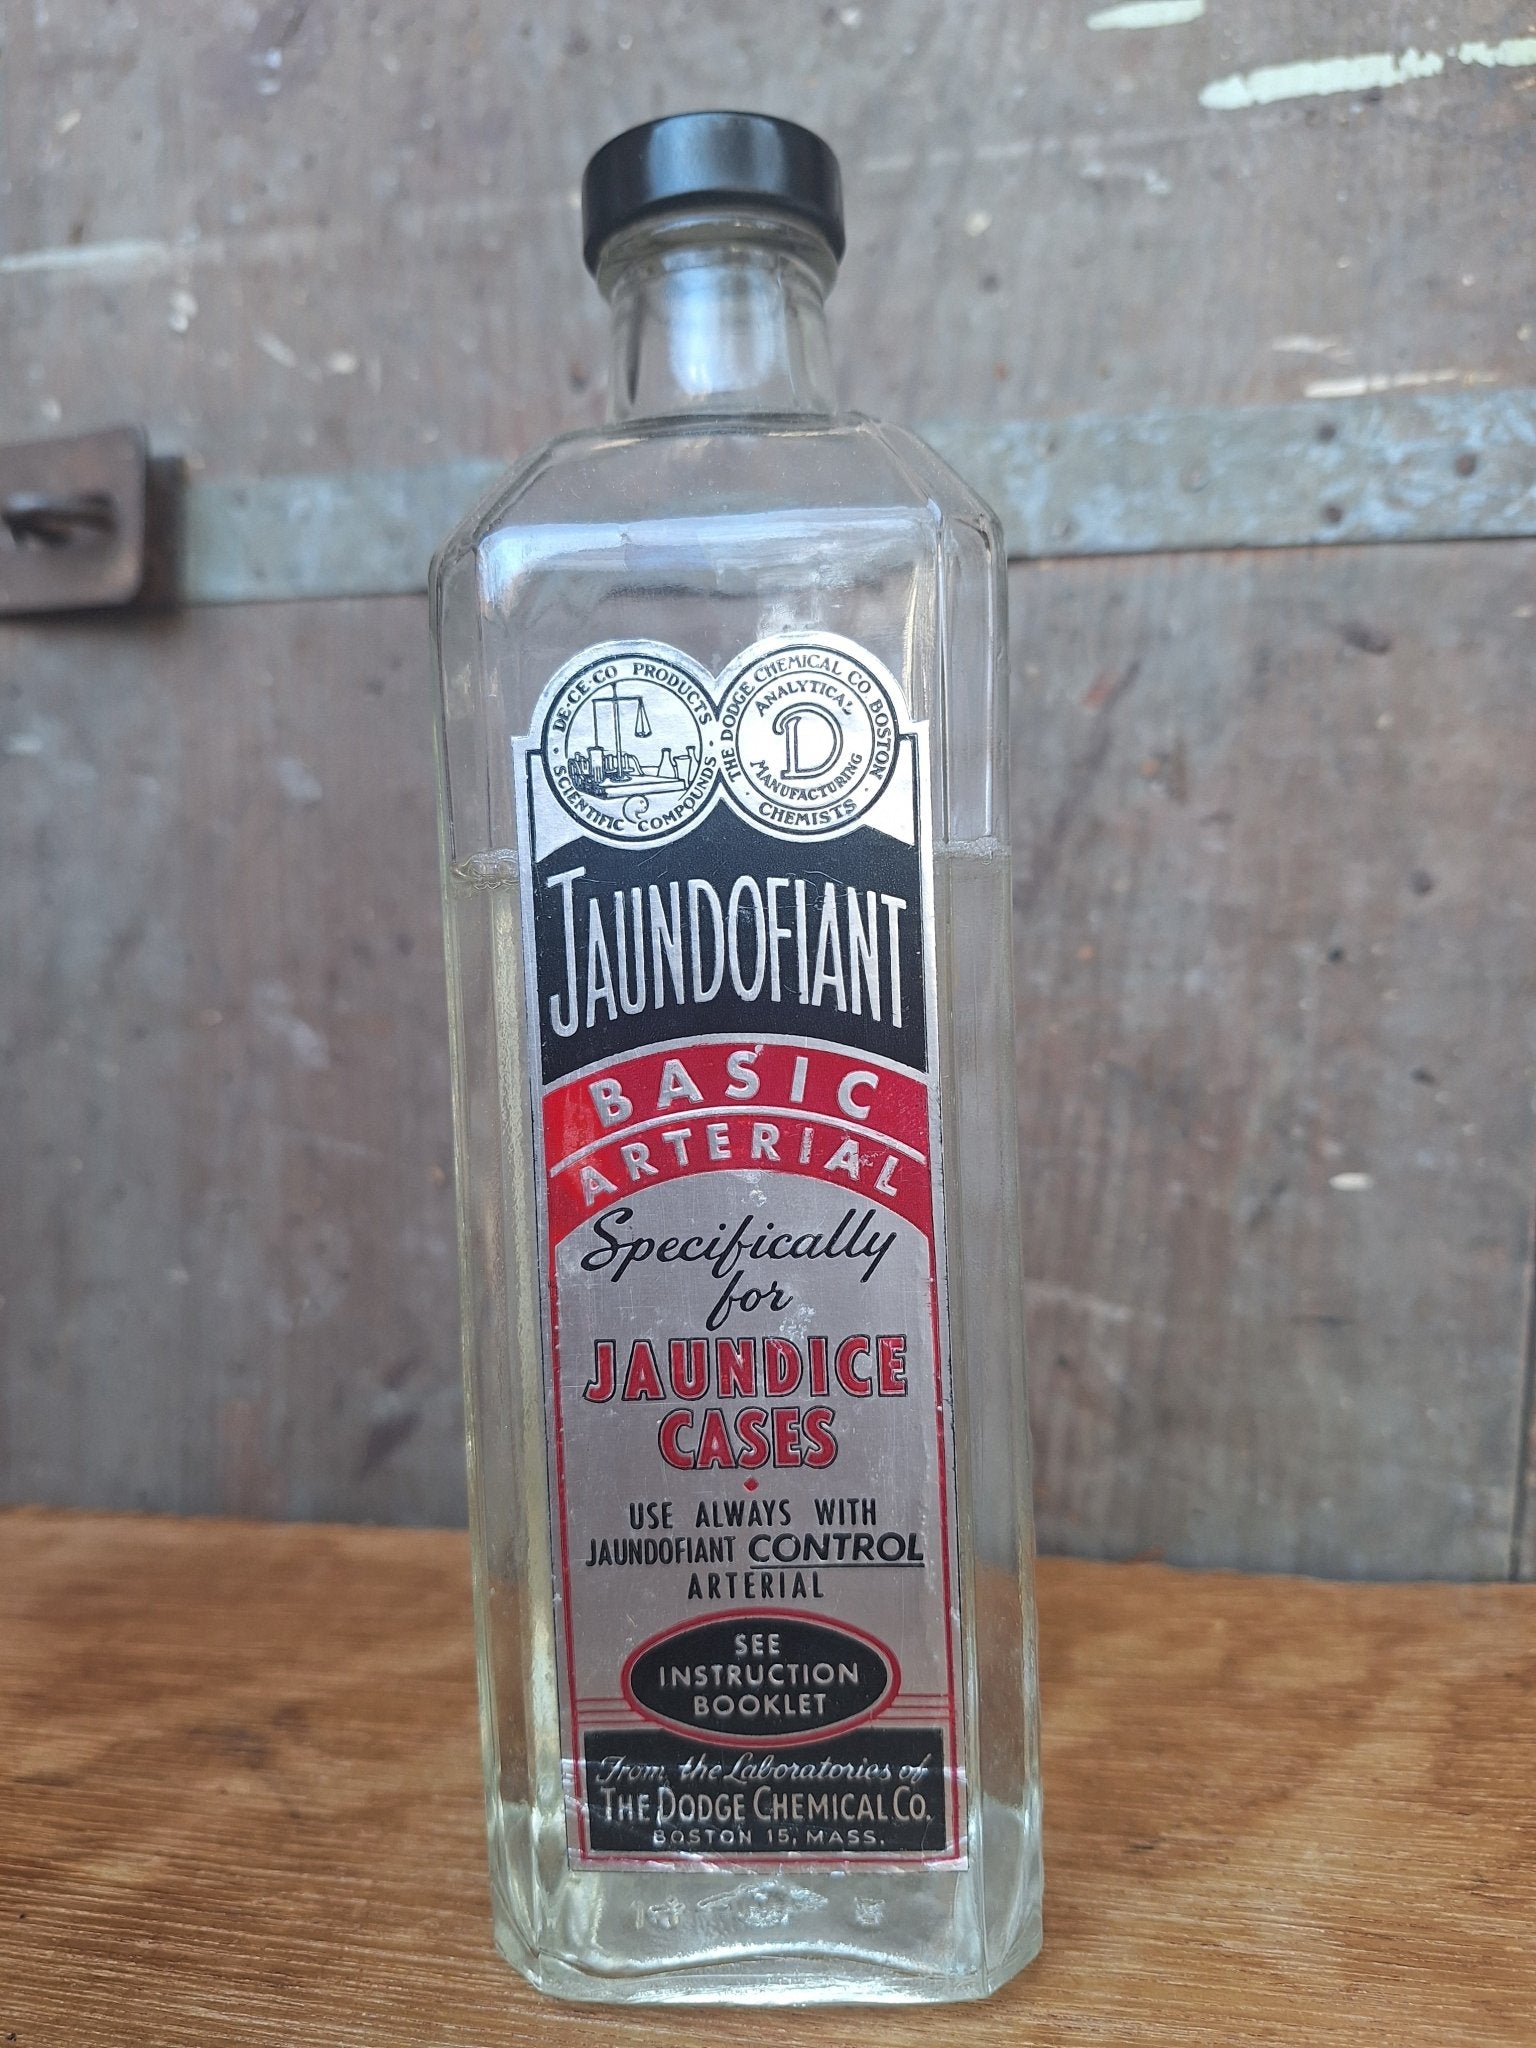 DE·CE·CO PRODUCTS
· SCIENTIFIC COMPOUNDS ·
THE DODGE CHEMICAL CO. BOSTON
· CHEMISTS ·
ANALYTICAL
D
MANUFACTURING
JAUNDOFIANT
BASIC
ARTERIAL
Specifically
for
JAUNDICE
CASES
USE ALWAYS WITH
JAUNDOFIANT CONTROL
ARTERIAL
SEE
INSTRUCTION
BOOKLET
From the Laboratories of
THE DODGE CHEMICAL CO.
BOSTON 15, MASS.